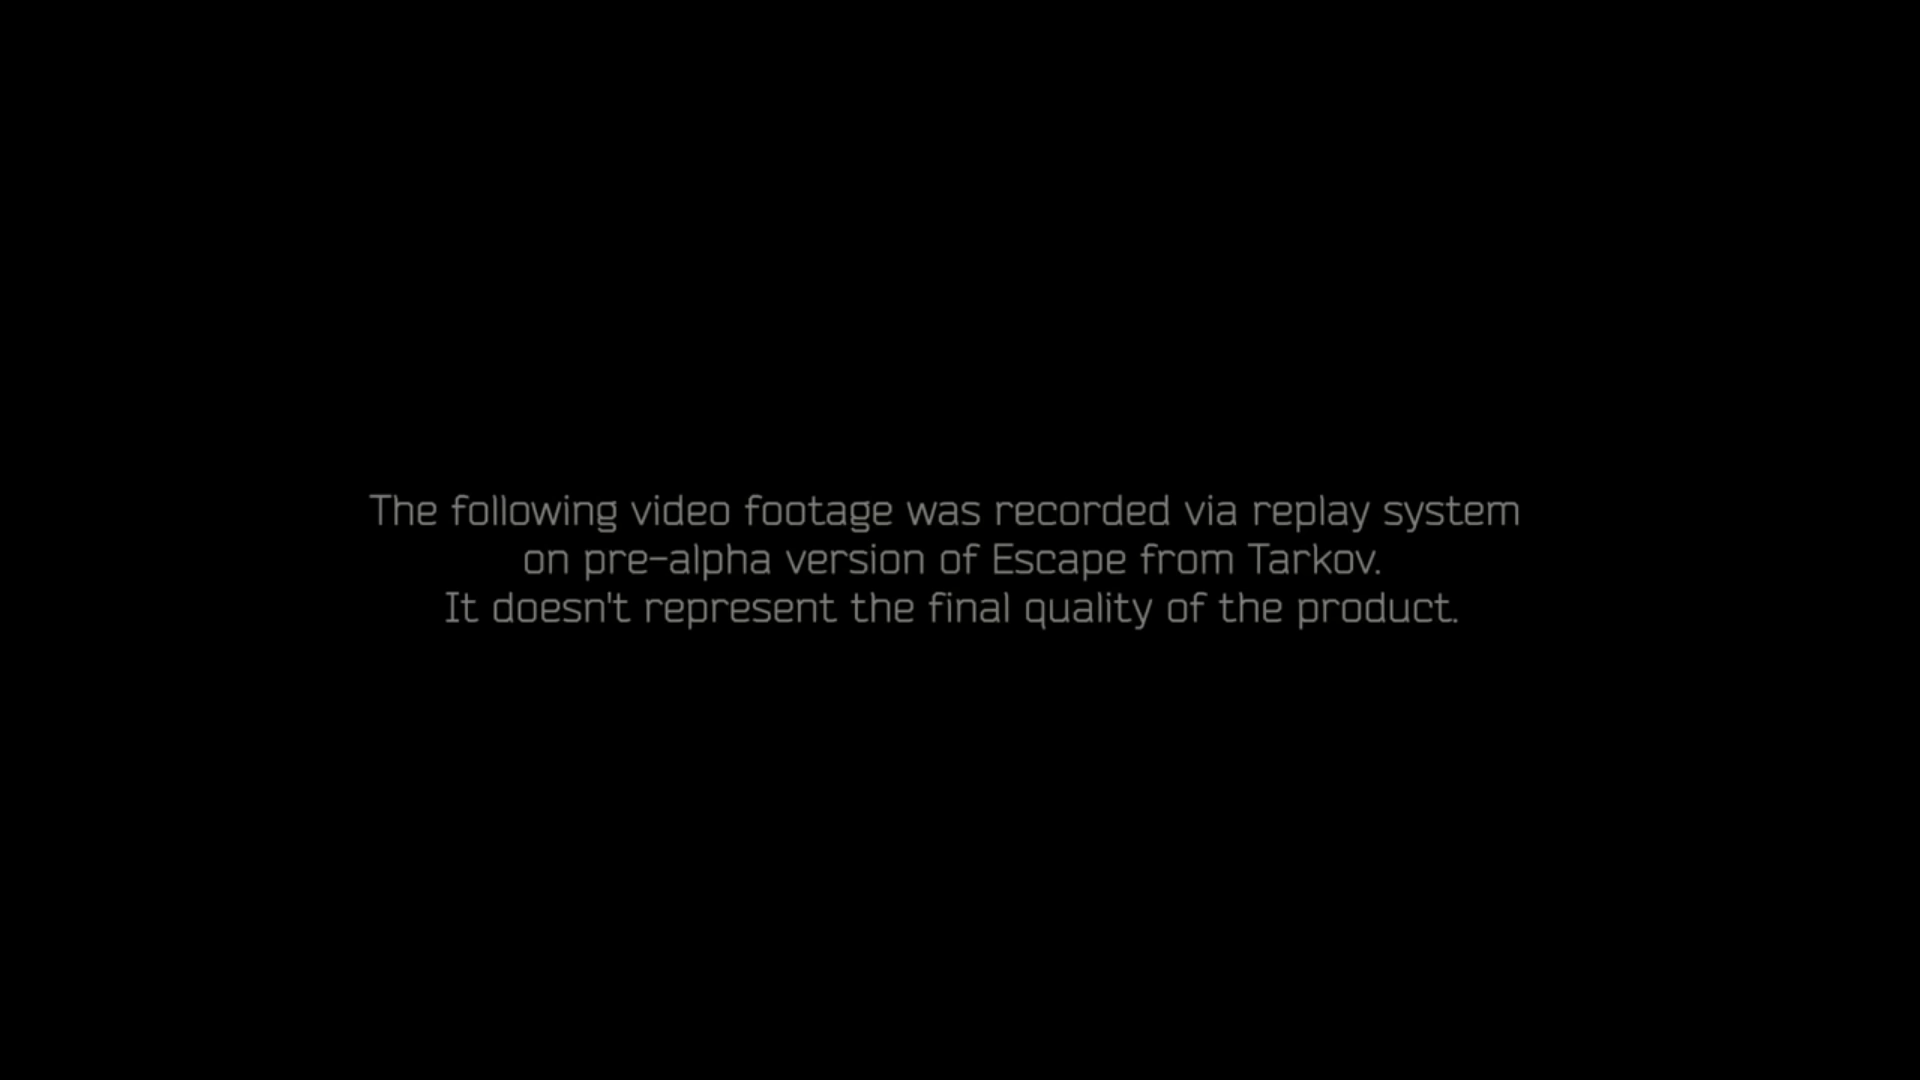 The following video footage was recorded via replay system
on pre-alpha version of Escape from Tarkov.
It doesn't represent the final quality of the product.